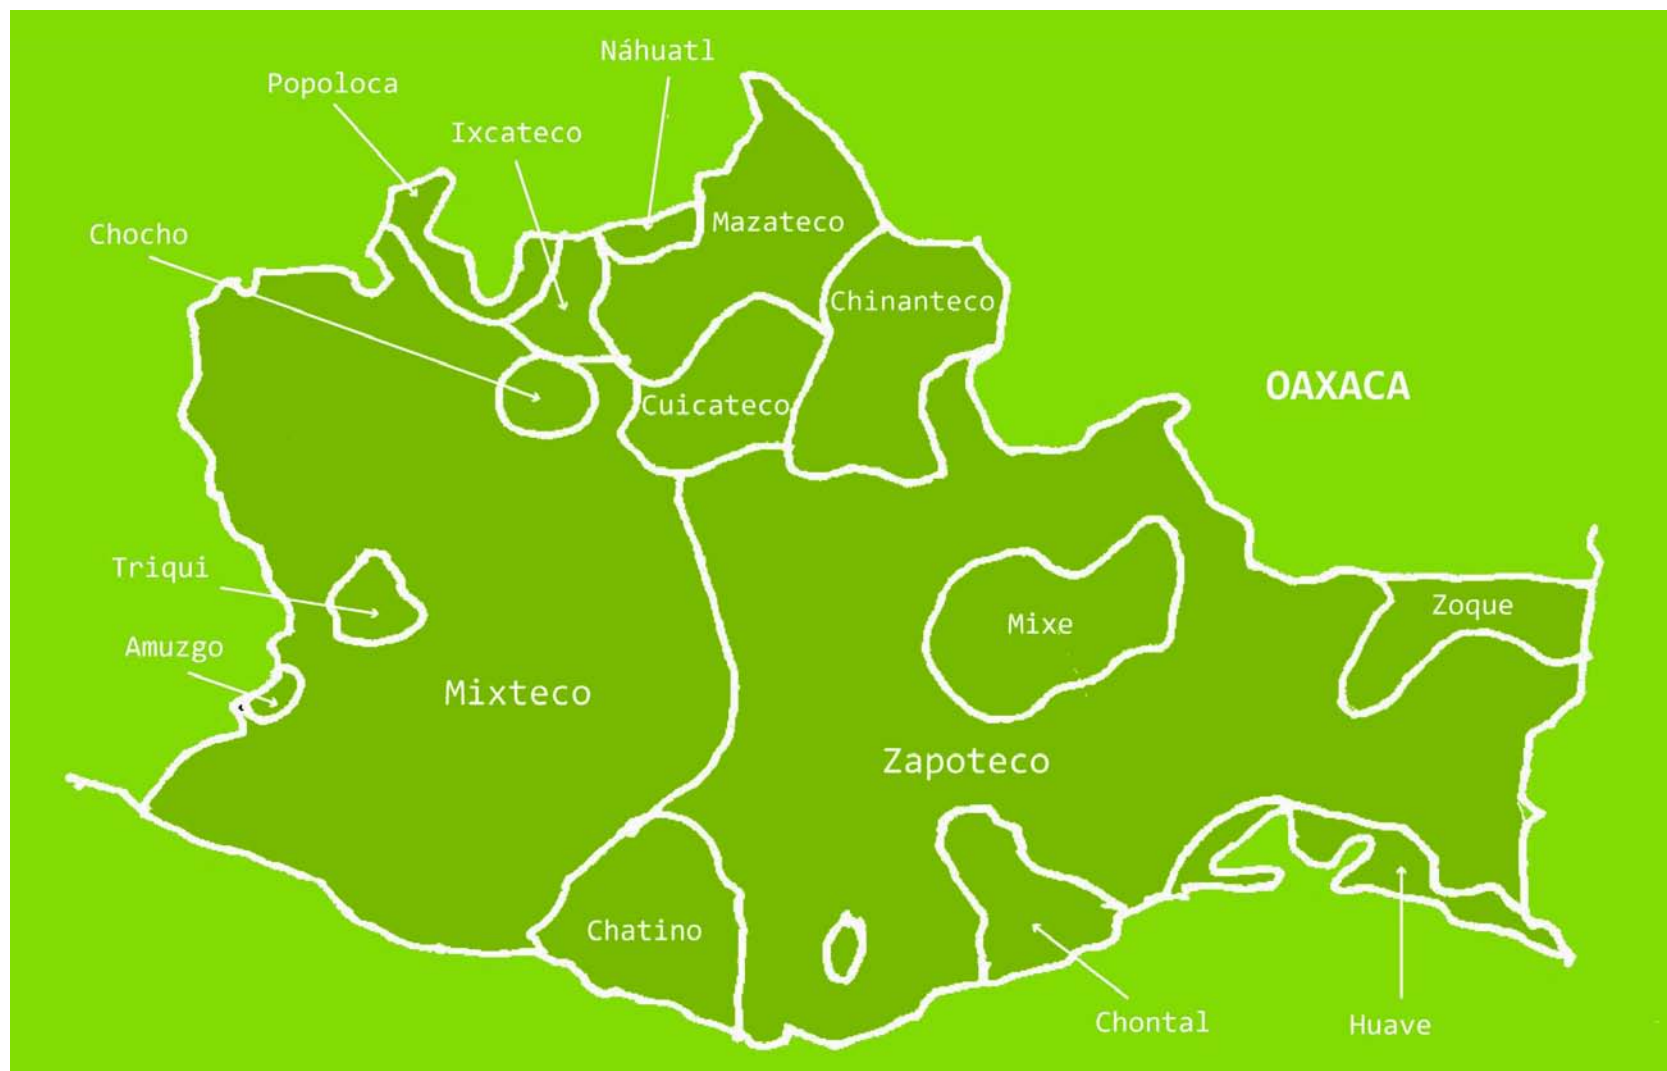 Náhuatl
Popoloca
Ixcateco
Mazateco
Chocho
Chinanteco
OAXACA
Cuicateco
Triqui
Zoque
Mixe
Amuzgo
Mixteco
Zapoteco
Chatino
Chontal
Huave